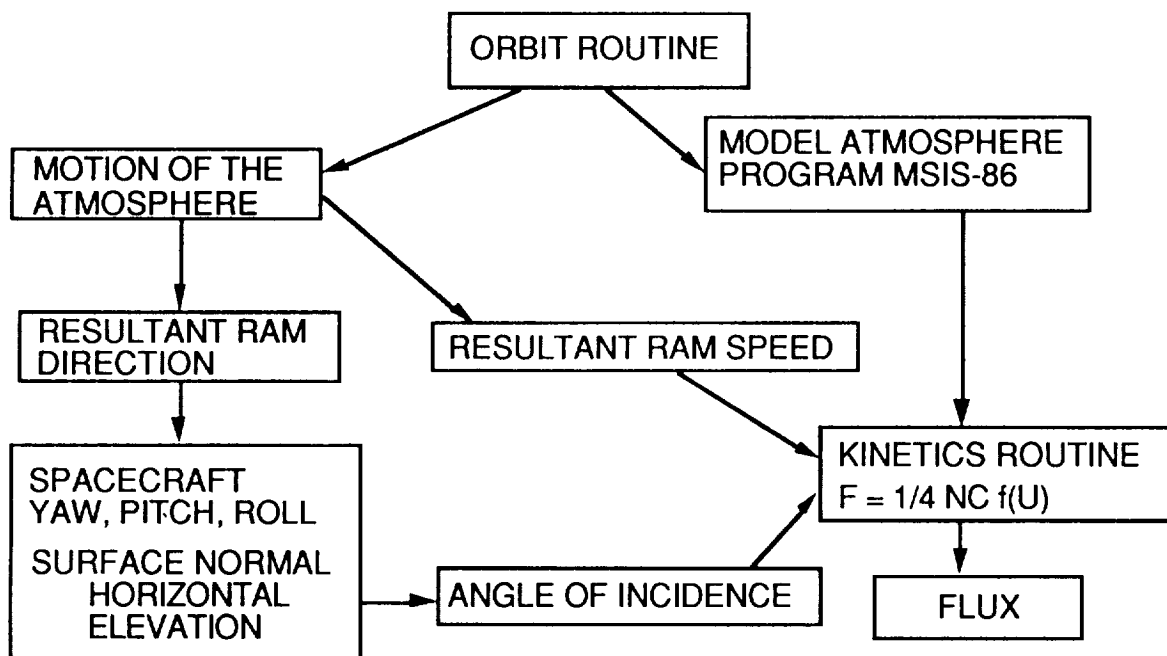 ORBIT ROUTINE
MODEL ATMOSPHERE
PROGRAM MSIS-86
MOTION OF THE
ATMOSPHERE
RESULTANT RAM
DIRECTION
RESULTANT RAM SPEED
SPACECRAFT
YAW, PITCH, ROLL
SURFACE NORMAL
HORIZONTAL
ELEVATION
ANGLE OF INCIDENCE
KINETICS ROUTINE
F = 1/4 NC f(U)
FLUX